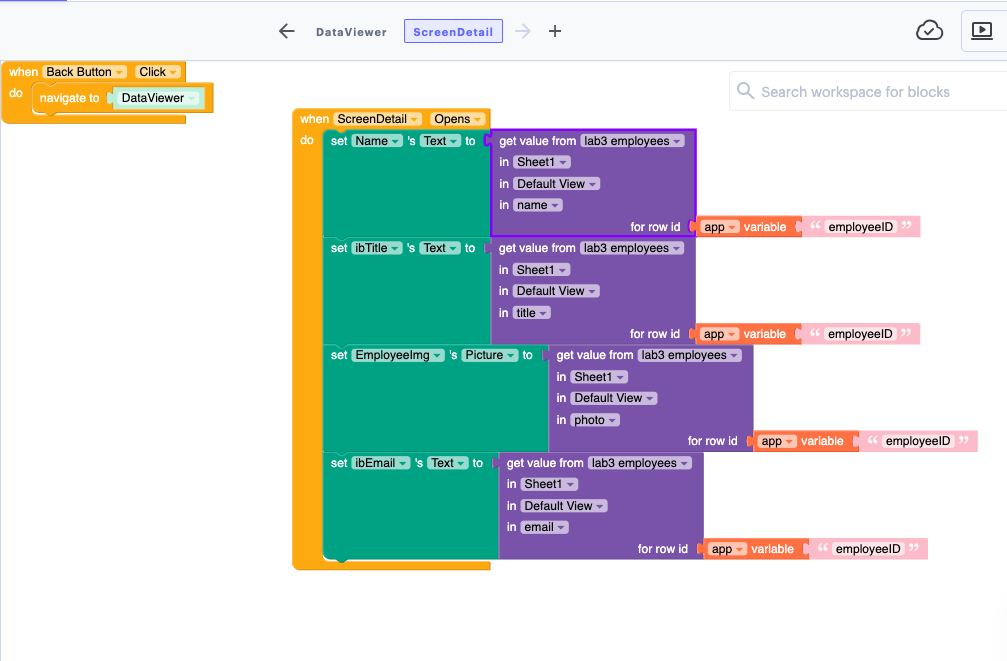 DataViewer ScreenDetail
Search workspace for blocks
when Back Button Click
do navigate to DataViewer
when ScreenDetail Opens
do set Name 's Text to get value from lab3 employees
in Sheet1
in Default View
in name
for row id app variable “ employeeID ”
set ibTitle 's Text to get value from lab3 employees
in Sheet1
in Default View
in title
for row id app variable “ employeeID ”
set EmployeeImg 's Picture to get value from lab3 employees
in Sheet1
in Default View
in photo
for row id app variable “ employeeID ”
set ibEmail 's Text to get value from lab3 employees
in Sheet1
in Default View
in email
for row id app variable “ employeeID ”